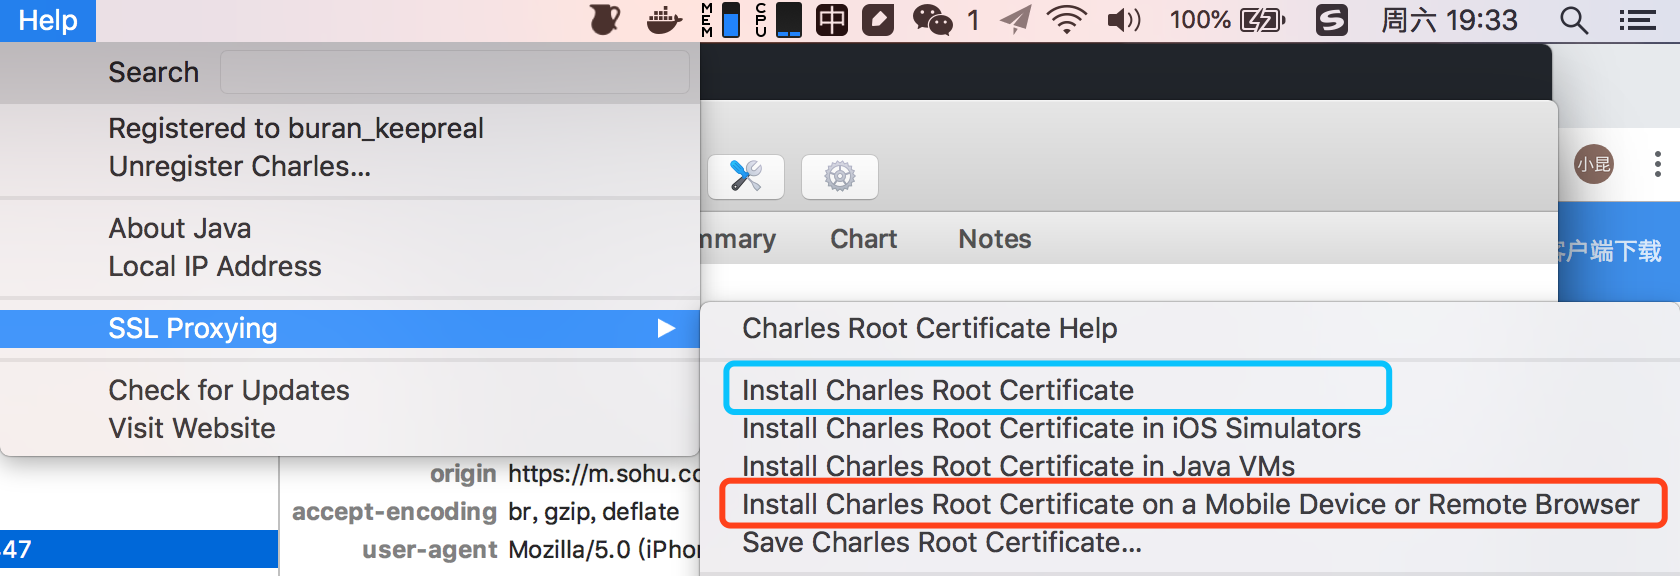 Help
MEM
CPU
中
1
100%
S
周六 19:33
Search
Registered to buran_keepreal
Unregister Charles...
About Java
Local IP Address
SSL Proxying
Check for Updates
Visit Website
小昆
mmary
Chart
Notes
客户端下载
Charles Root Certificate Help
Install Charles Root Certificate
Install Charles Root Certificate in iOS Simulators
Install Charles Root Certificate in Java VMs
Install Charles Root Certificate on a Mobile Device or Remote Browser
Save Charles Root Certificate...
origin https://m.sohu.co
accept-encoding br, gzip, deflate
user-agent Mozilla/5.0 (iPhon
47